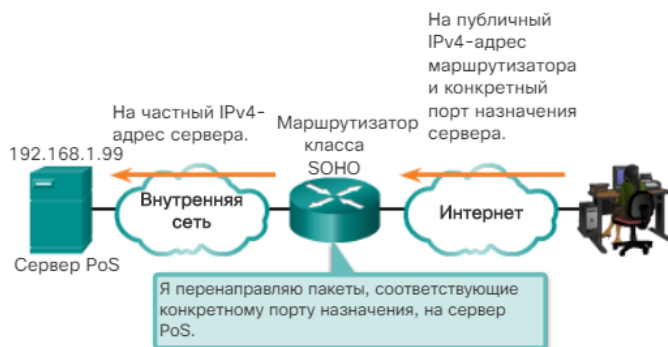 На публичный
IPv4-адрес
маршрутизатора
и конкретный
порт назначения
сервера.
На частный IPv4-
адрес сервера.
Маршрутизатор
класса
SOHO
192.168.1.99
Внутренняя
сеть
Интернет
Сервер PoS
Я перенаправляю пакеты, соответствующие
конкретному порту назначения, на сервер
PoS.